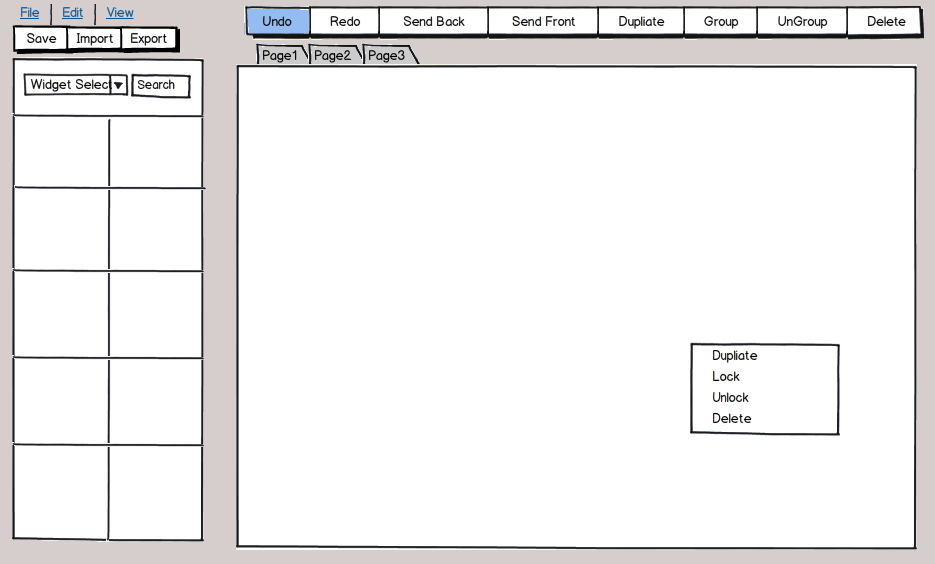 File Edit View
Save Import Export
Undo Redo Send Back Send Front Dupliate Group UnGroup Delete
Page1 Page2 Page3
Widget Select Search
Dupliate
Lock
Unlock
Delete